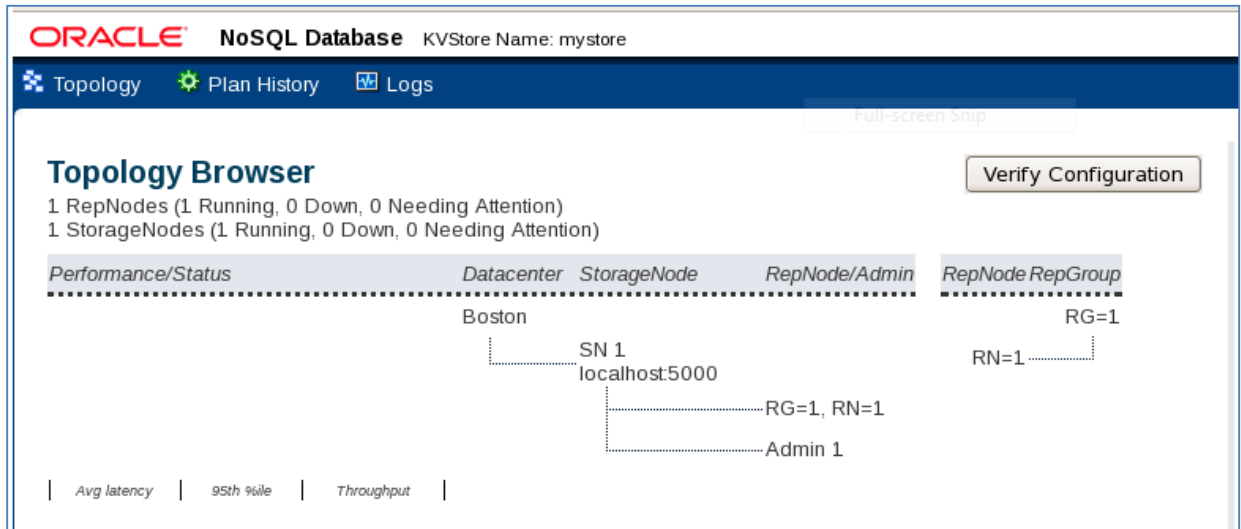 ORACLE NoSQL Database KVStore Name: mystore
Topology Plan History Logs
Full-screen Snip
Topology Browser
Verify Configuration
1 RepNodes (1 Running, 0 Down, 0 Needing Attention)
1 StorageNodes (1 Running, 0 Down, 0 Needing Attention)
Performance/Status Datacenter StorageNode RepNode/Admin RepNode RepGroup
Boston RG=1
SN 1 RN=1
localhost:5000
RG=1, RN=1
Admin 1
Avg latency 95th %ile Throughput